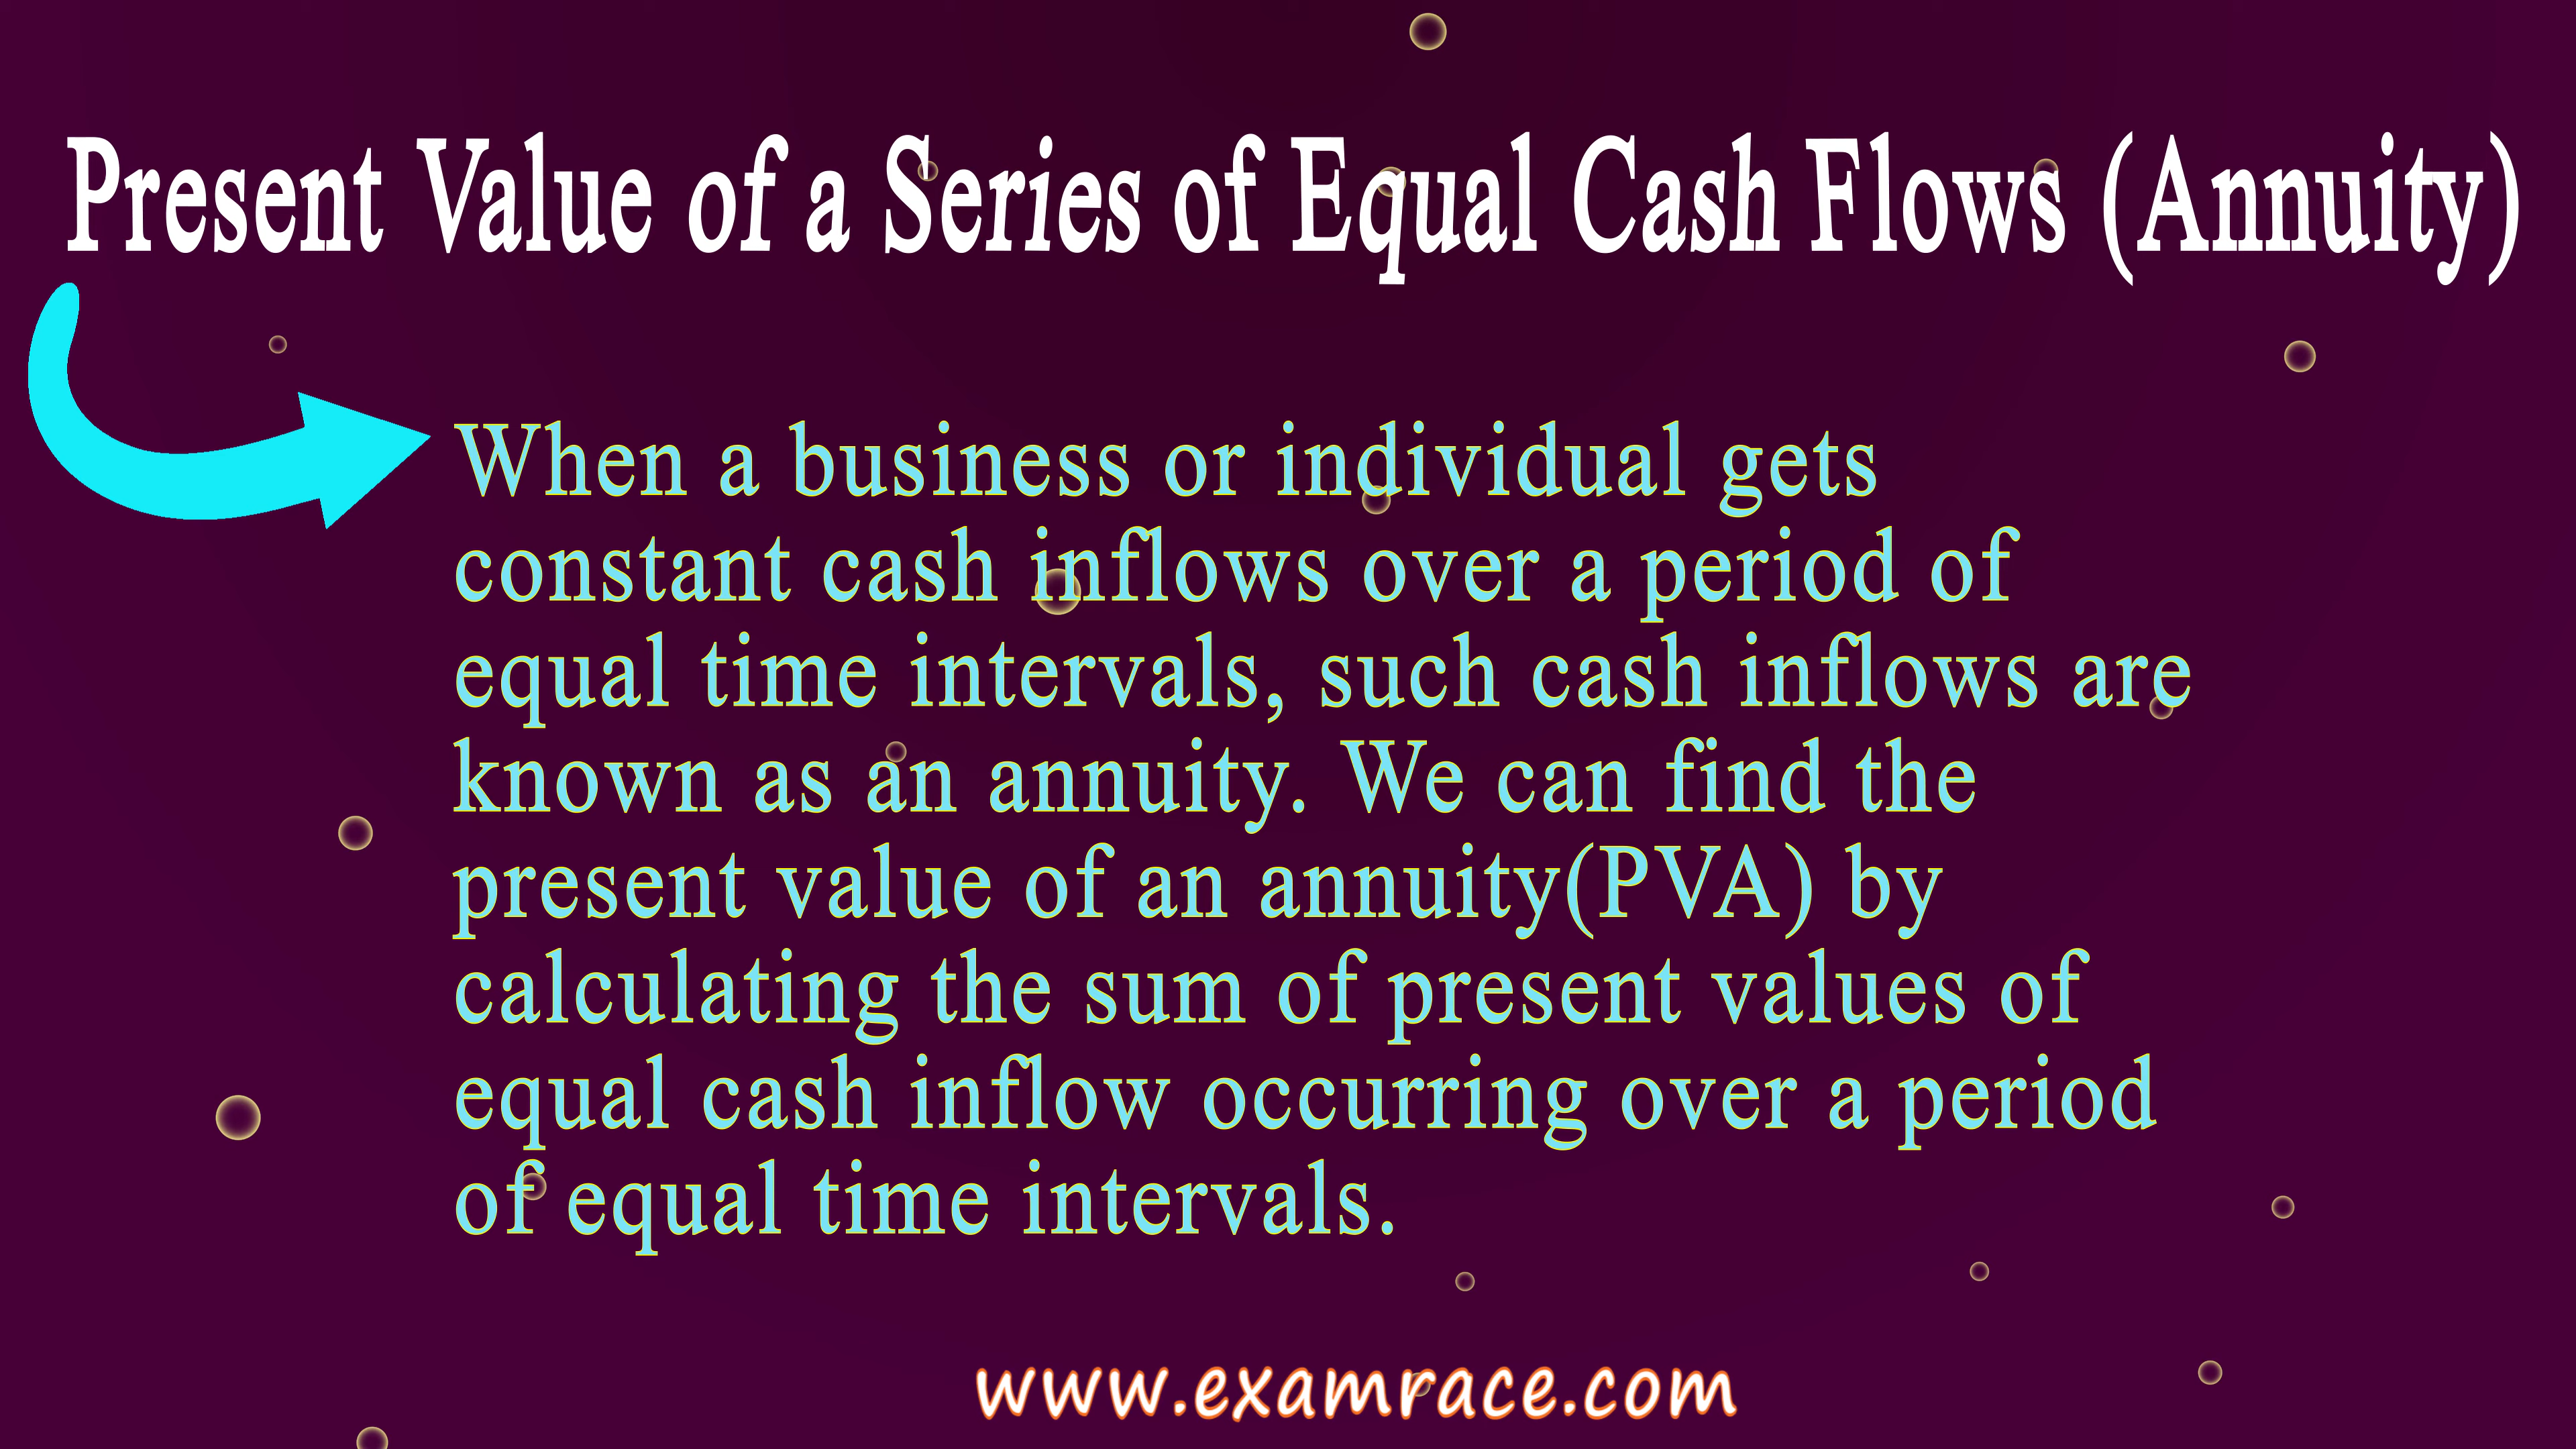 Present Value of a Series of Equal Cash Flows (Annuity)
When a business or individual gets
constant cash inflows over a period of
equal time intervals, such cash inflows are
known as an annuity. We can find the
present value of an annuity(PVA) by
calculating the sum of present values of
equal cash inflow occurring over a period
of equal time intervals.
www.examrace.com